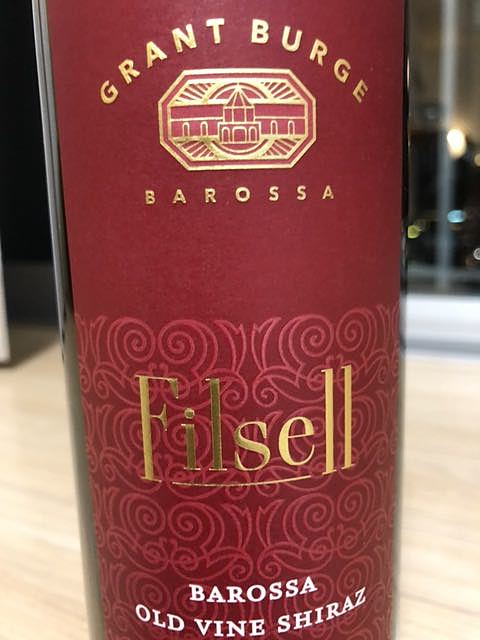 GRANT BURGE
BAROSSA
Filsell
BAROSSA
OLD VINE SHIRAZ